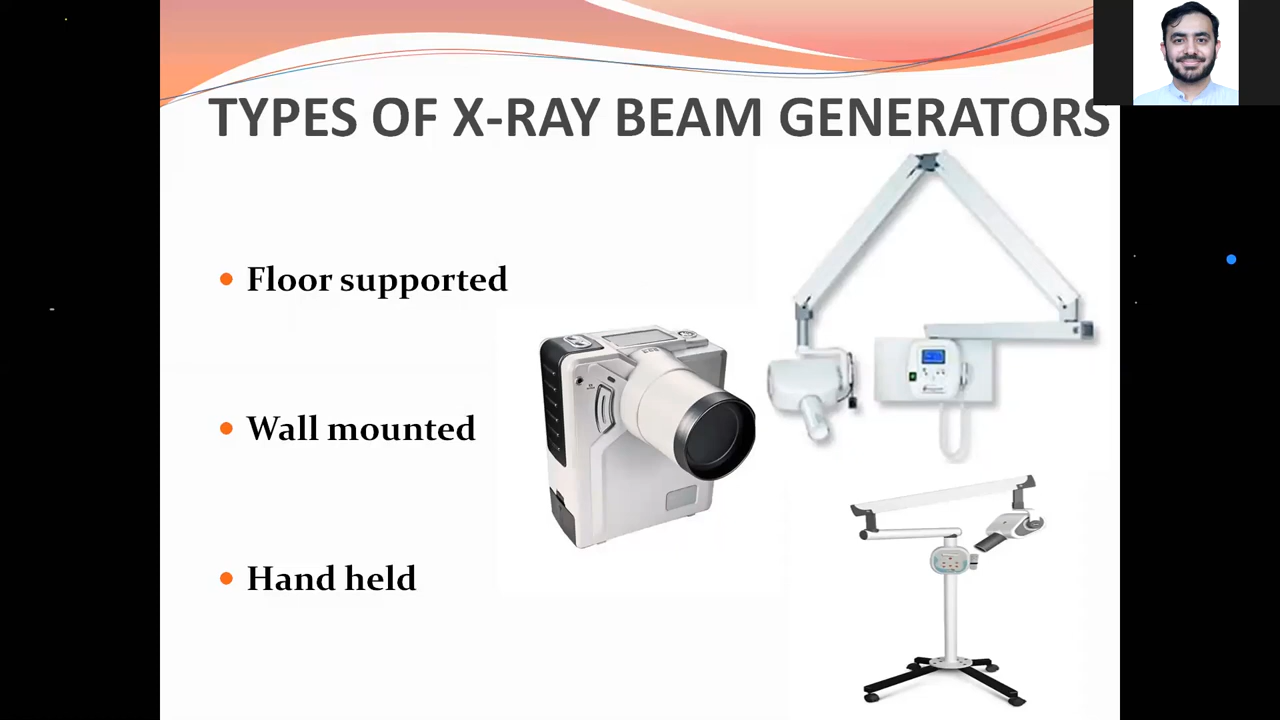 TYPES OF X-RAY BEAM GENERATORS
Floor supported
Wall mounted
Hand held